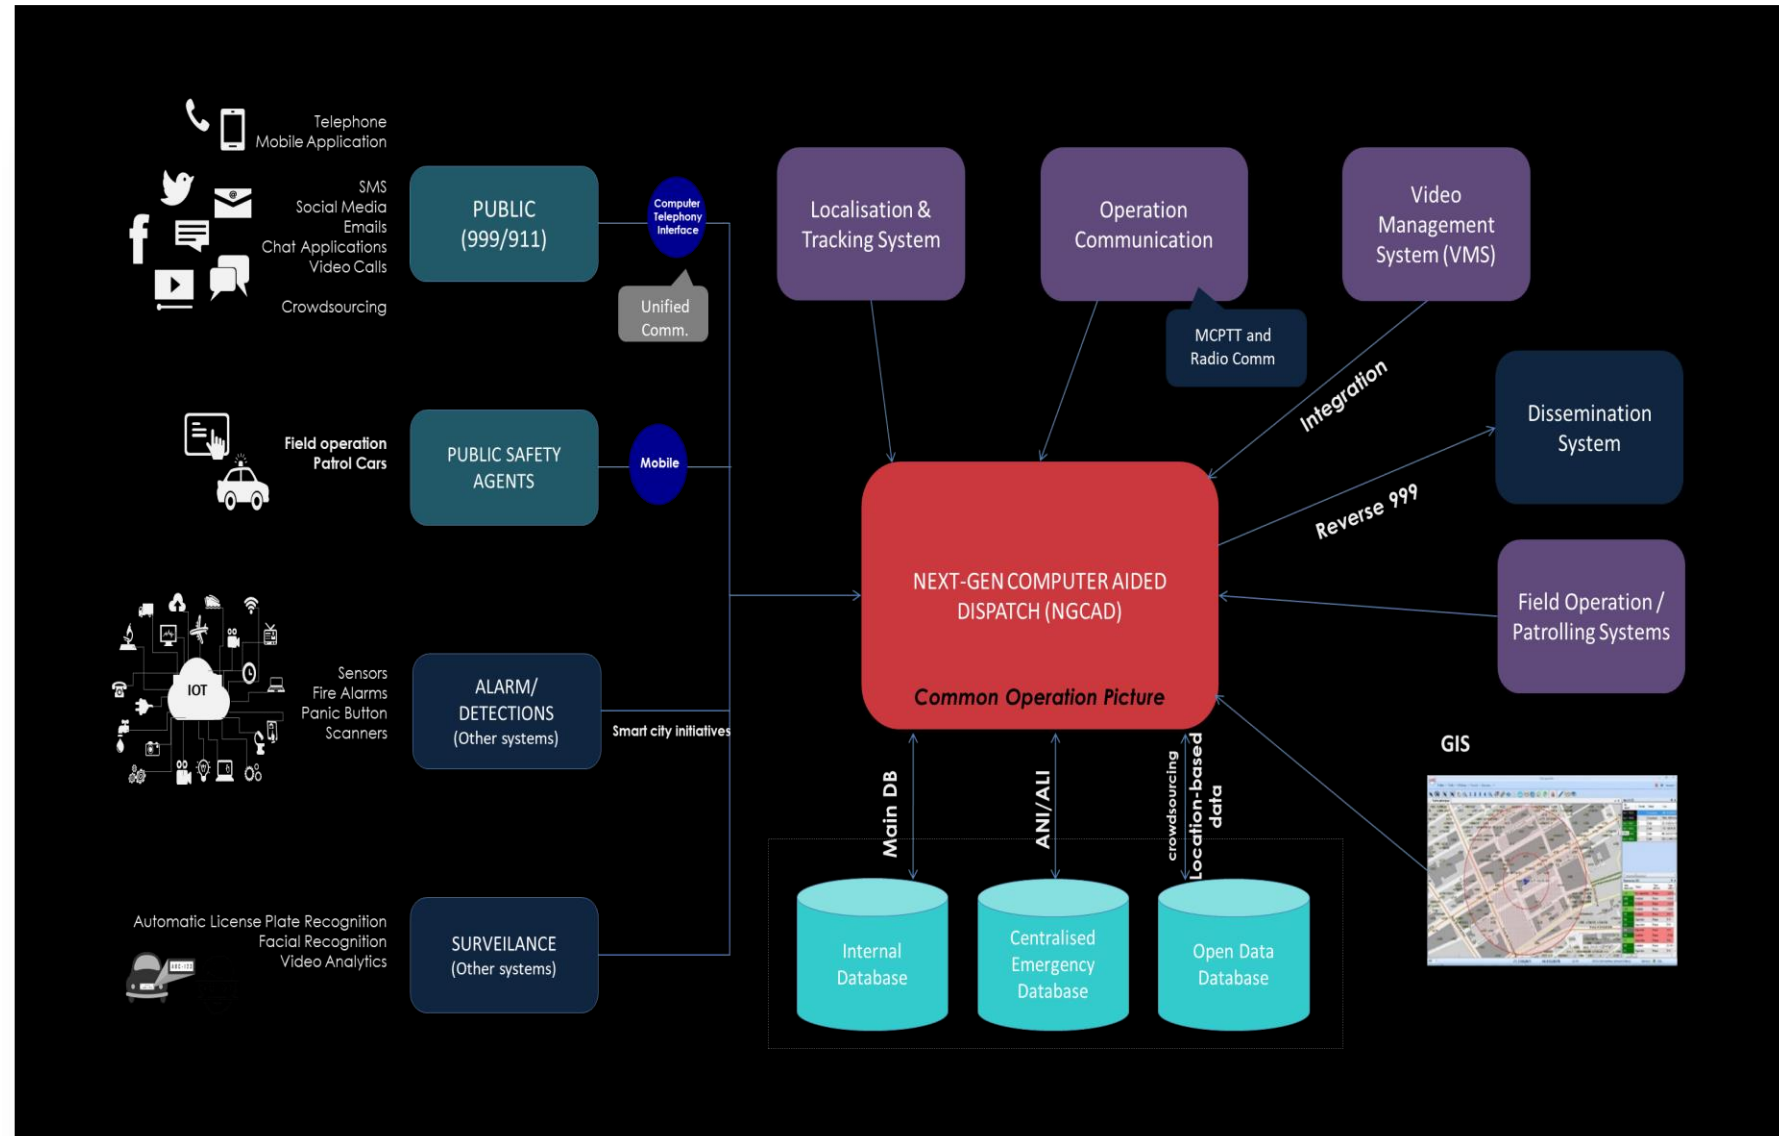 Telephone
Mobile Application
SMS
Social Media
Emails
Chat Applications
Video Calls
Crowdsourcing
PUBLIC
(999/911)
Computer
Telephony
Interface
Unified
Comm.
Localisation &
Tracking System
Operation
Communication
MCPTT and
Radio Comm
Video
Management
System (VMS)
Integration
Dissemination
System
Reverse 999
Field operation
Patrol Cars
PUBLIC SAFETY
AGENTS
Mobile
NEXT-GEN COMPUTER AIDED
DISPATCH (NGCAD)
Common Operation Picture
Field Operation /
Patrolling Systems
IOT
Sensors
Fire Alarms
Panic Button
Scanners
ALARM/
DETECTIONS
(Other systems)
Smart city initiatives
GIS
Main DB
ANI/ALI
crowdsourcing
Location-based
data
Automatic License Plate Recognition
Facial Recognition
Video Analytics
SURVEILANCE
(Other systems)
Internal
Database
Centralised
Emergency
Database
Open Data
Database